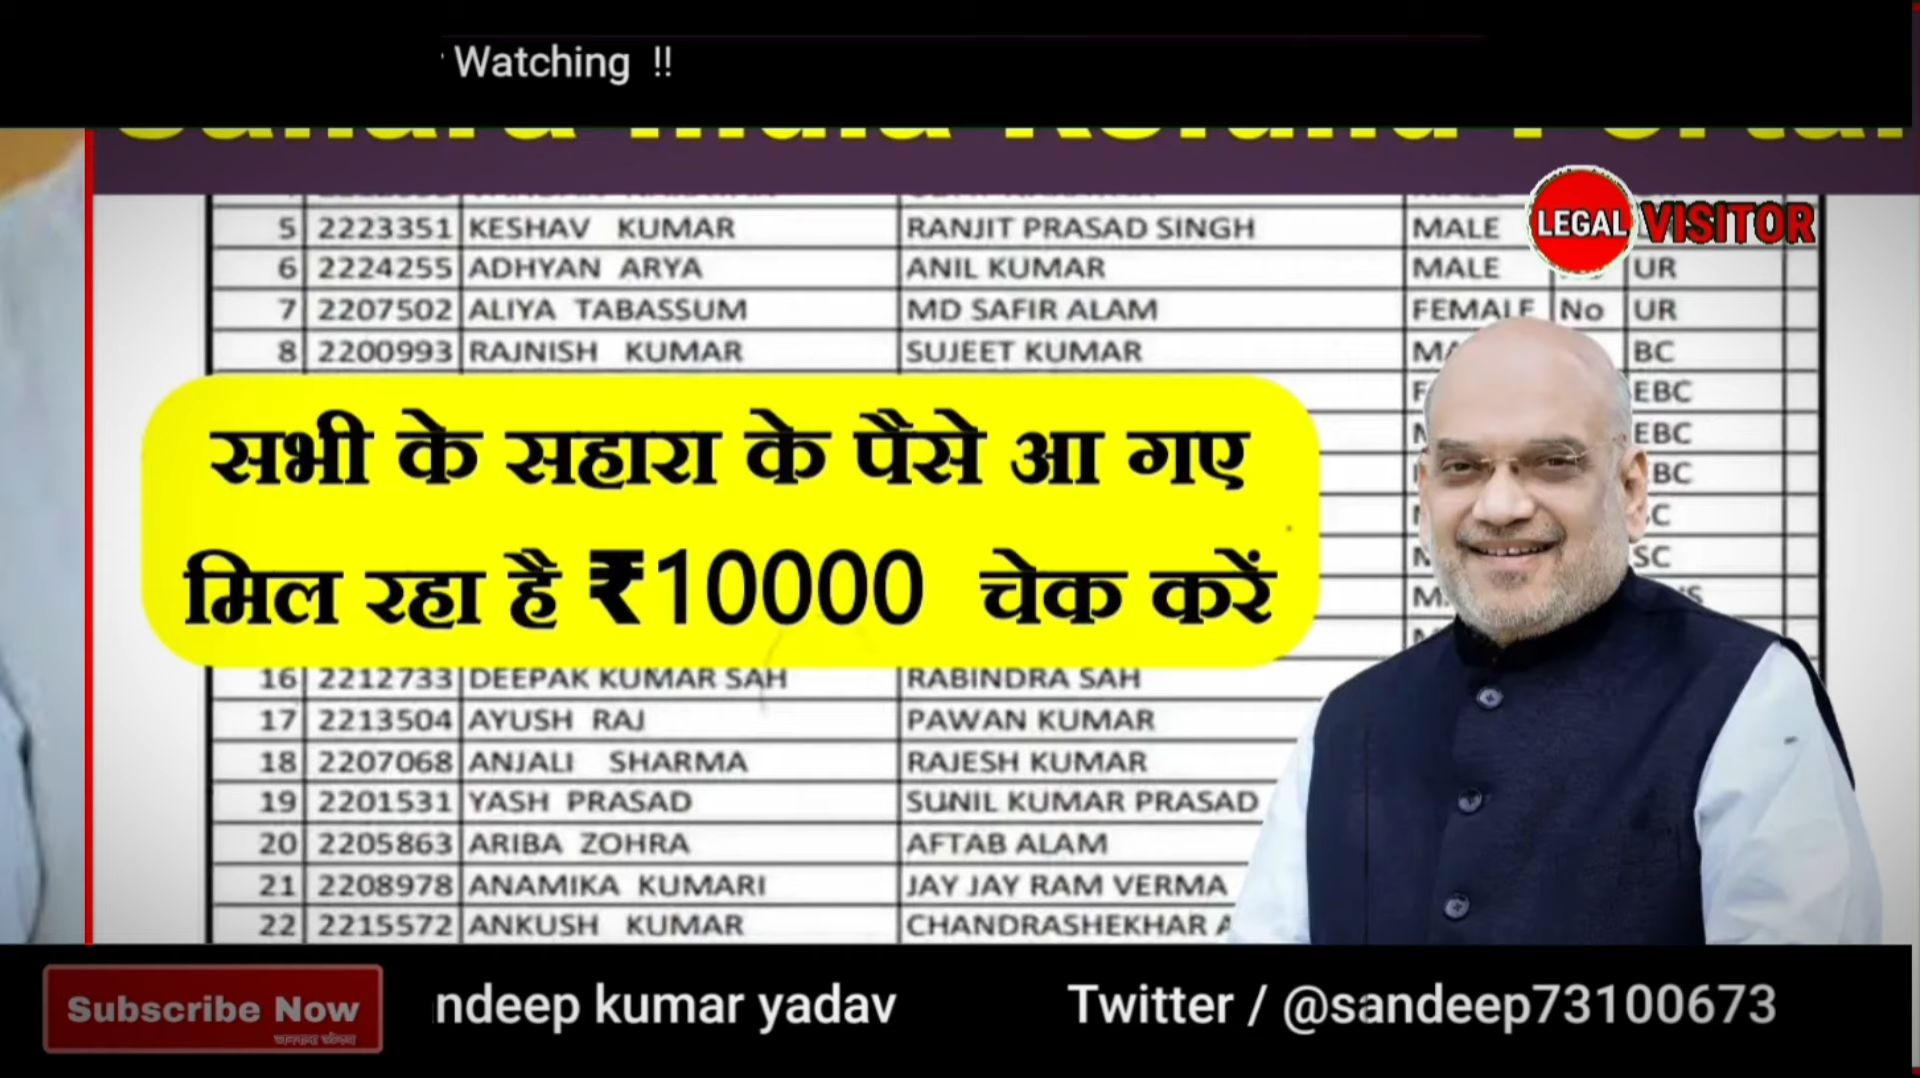 Watching !!
LEGAL VISITOR
5 2223351 KESHAV KUMAR RANJIT PRASAD SINGH MALE
6 2224255 ADHYAN ARYA ANIL KUMAR MALE UR
7 2207502 ALIYA TABASSUM MD SAFIR ALAM FEMALE No UR
8 2200993 RAJNISH KUMAR SUJEET KUMAR BC
EBC
EBC
सभी के सहारा के पैसे आ गए
SC
मिल रहा है ₹10000 चेक करें
16 2212733 DEEPAK KUMAR SAH RABINDRA SAH
17 2213504 AYUSH RAJ PAWAN KUMAR
18 2207068 ANJALI SHARMA RAJESH KUMAR
19 2201531 YASH PRASAD SUNIL KUMAR PRASAD
20 2205863 ARIBA ZOHRA AFTAB ALAM
21 2208978 ANAMIKA KUMARI JAY JAY RAM VERMA
22 2215572 ANKUSH KUMAR CHANDRASHEKHAR
Subscribe Now
ndeep kumar yadav Twitter / @sandeep73100673